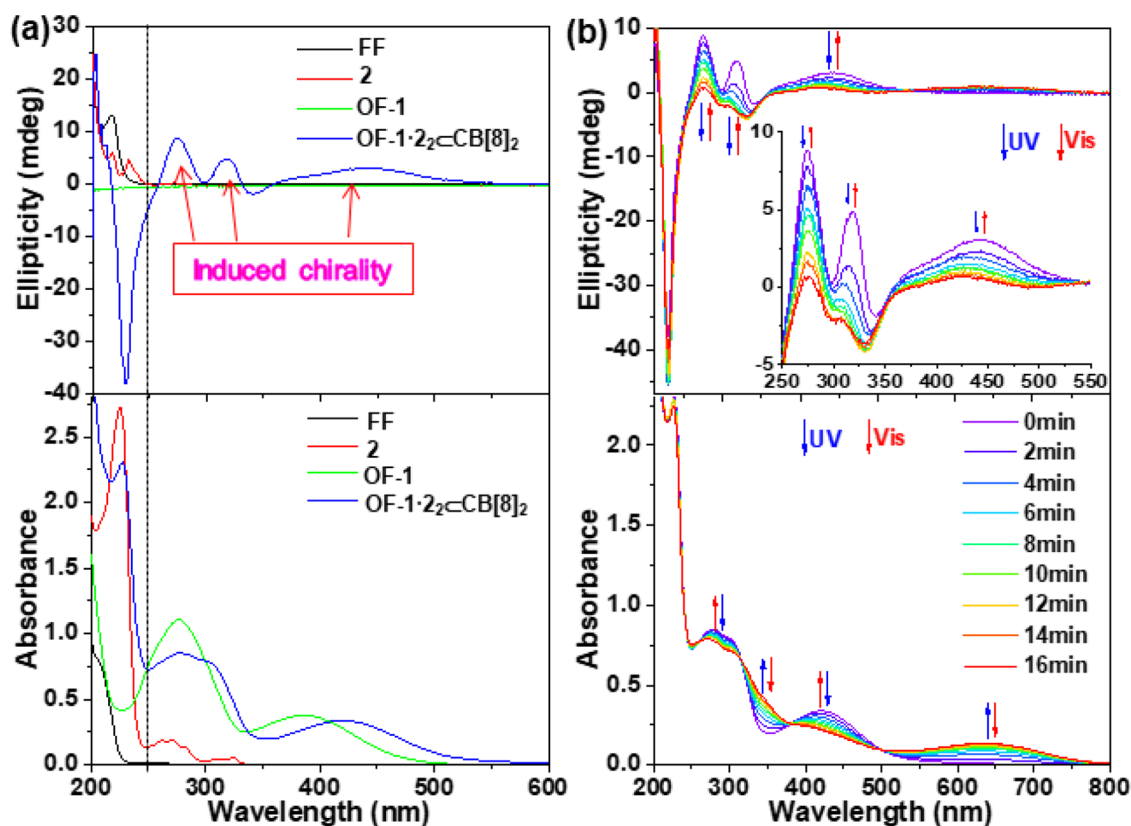 (a)
30
20
10
0
-10
-20
-30
-40
Ellipticity (mdeg)
FF
2
OF-1
OF-1·2₂⊂CB[8]₂
Induced chirality
2.5
2.0
1.5
1.0
0.5
0.0
Absorbance
FF
2
OF-1
OF-1·2₂⊂CB[8]₂
200 300 400 500 600
Wavelength (nm)
(b)
10
0
-10
-20
-30
-40
Ellipticity (mdeg)
10
5
0
-5
UV Vis
250 300 350 400 450 500 550
2.0
1.5
1.0
0.5
0.0
Absorbance
UV Vis
0min
2min
4min
6min
8min
10min
12min
14min
16min
200 300 400 500 600 700 800
Wavelength (nm)